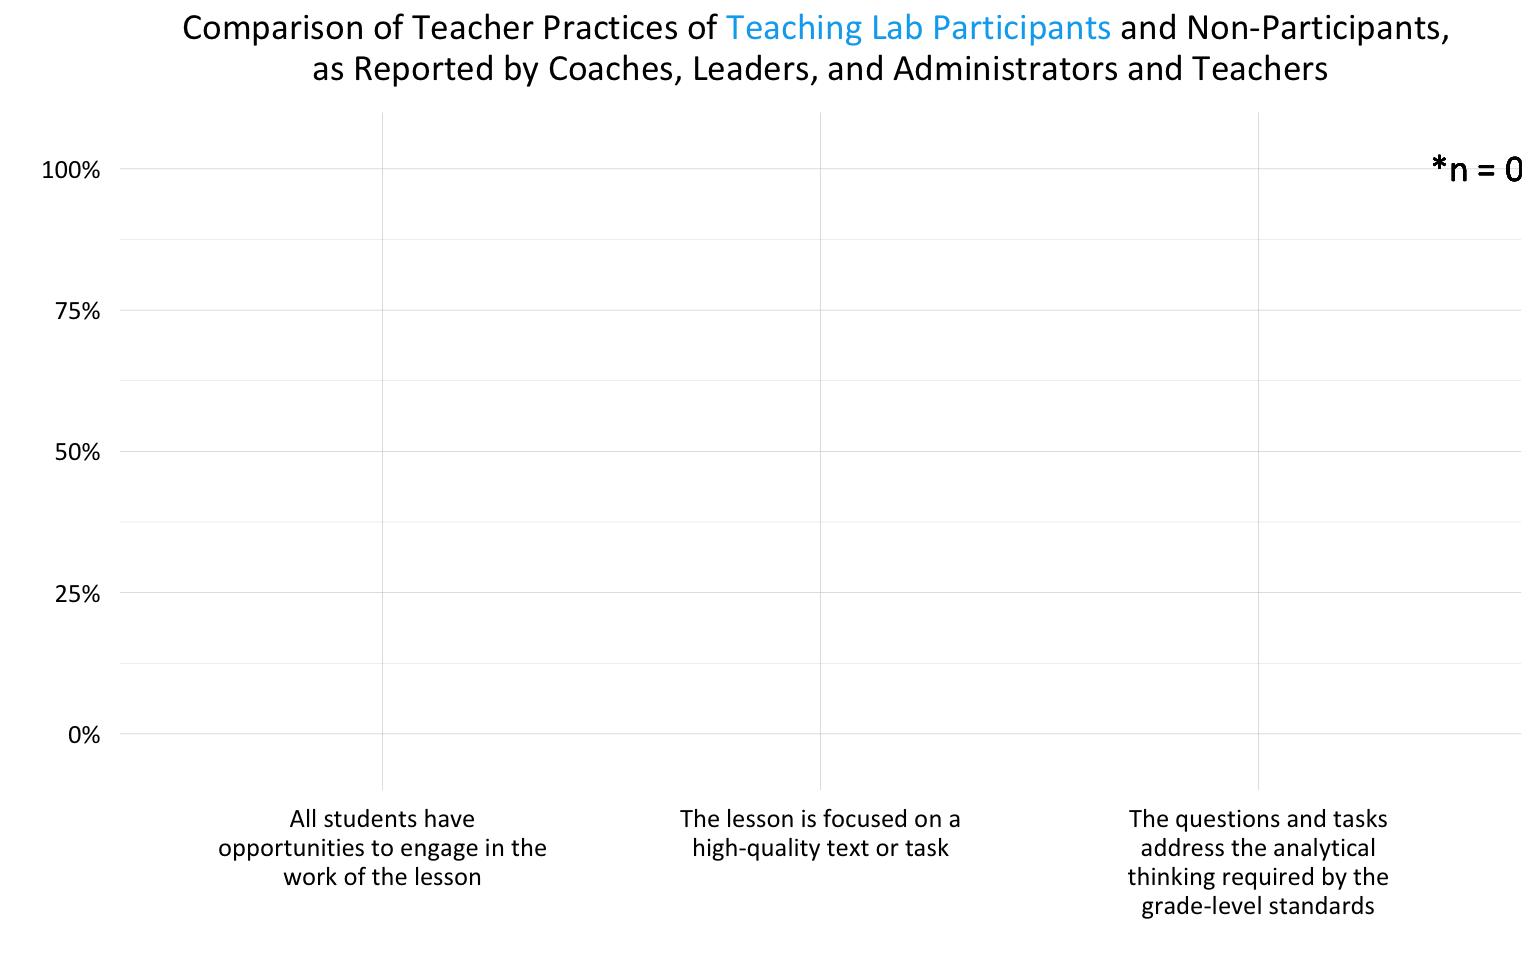 Comparison of Teacher Practices of Teaching Lab Participants and Non-Participants,
as Reported by Coaches, Leaders, and Administrators and Teachers
100%
*n = 0
75%
50%
25%
0%
All students have
opportunities to engage in the
work of the lesson
The lesson is focused on a
high-quality text or task
The questions and tasks
address the analytical
thinking required by the
grade-level standards